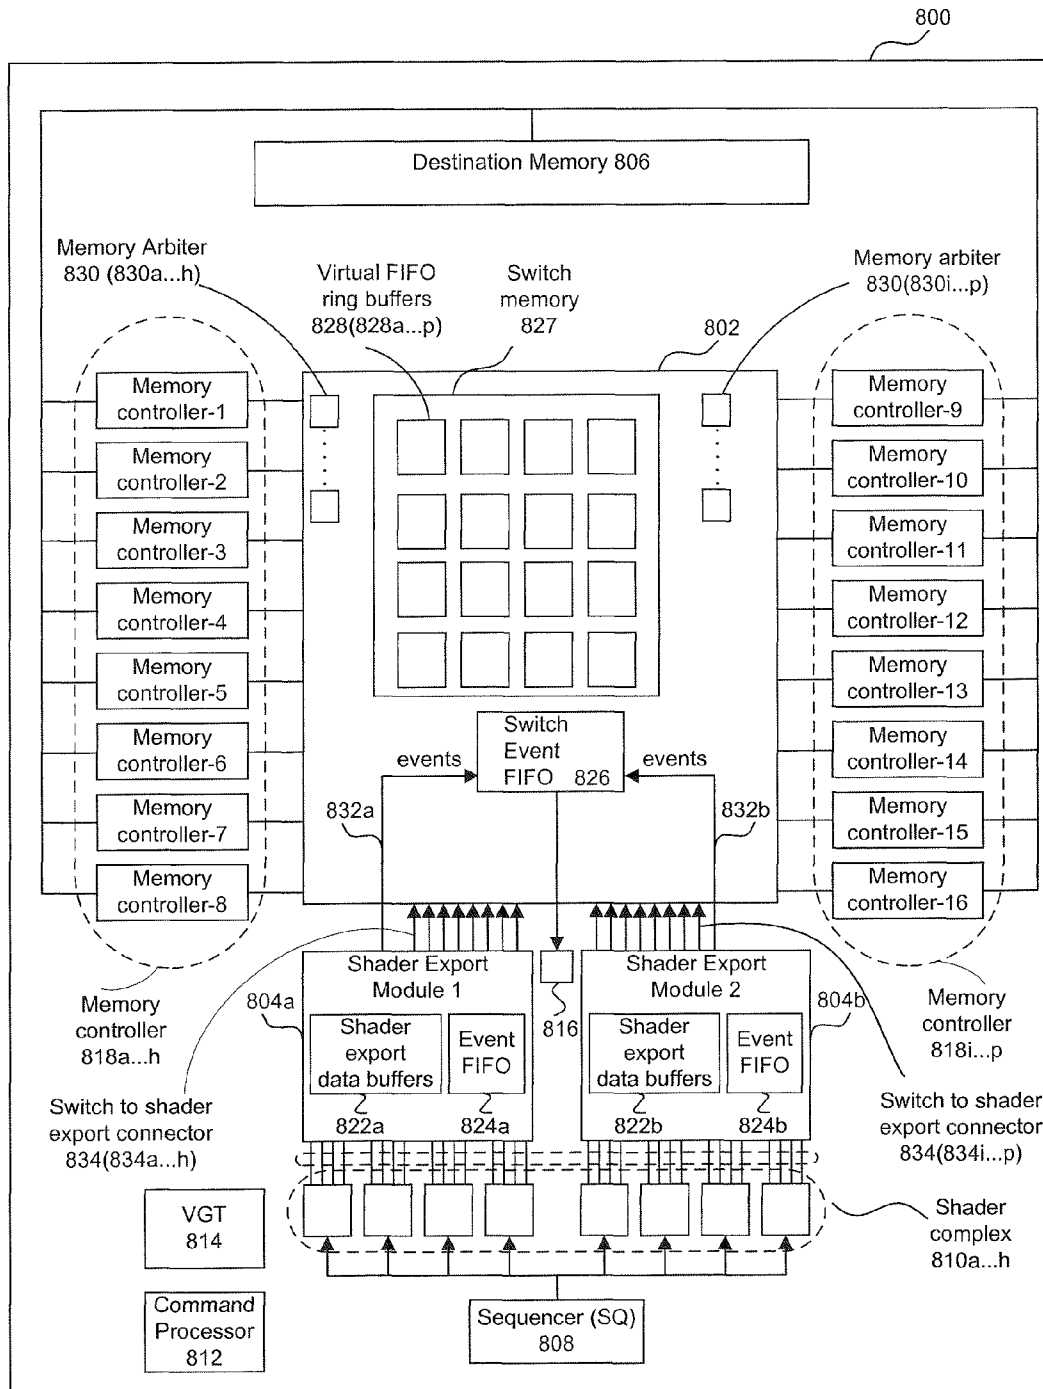 800
Destination Memory 806
Memory Arbiter
830 (830a...h)
Virtual FIFO
ring buffers
828(828a...p)
Switch
memory
827
Memory arbiter
830(830i...p)
802
Memory
controller-1
Memory
controller-2
Memory
controller-3
Memory
controller-4
Memory
controller-5
Memory
controller-6
Memory
controller-7
Memory
controller-8
Memory
controller-9
Memory
controller-10
Memory
controller-11
Memory
controller-12
Memory
controller-13
Memory
controller-14
Memory
controller-15
Memory
controller-16
Switch
Event
FIFO 826
events
events
832a
832b
Shader Export
Module 1
Shader Export
Module 2
804a
804b
816
Shader
export
data buffers
Event
FIFO
Shader
export
data buffers
Event
FIFO
822a
824a
822b
824b
Memory
controller
818a...h
Memory
controller
818i...p
Switch to shader
export connector
834(834a...h)
Switch to shader
export connector
834(834i...p)
VGT
814
Shader
complex
810a...h
Command
Processor
812
Sequencer (SQ)
808